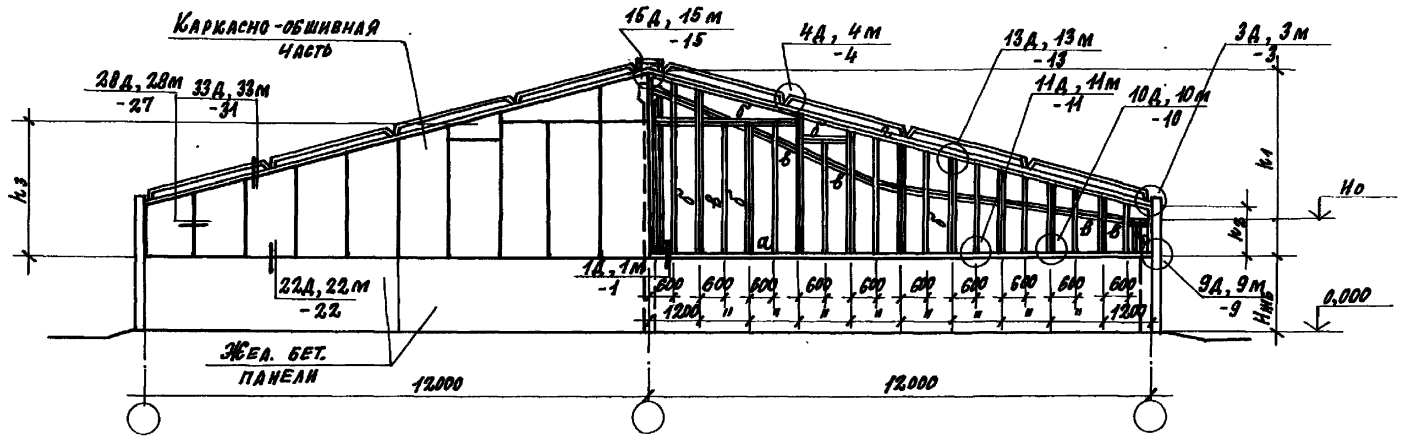 Каркасно-обшивная
часть
15д, 15м
-15
4д, 4м
-4
13д, 13м
-13
3д, 3м
-3
28д, 28м
-27
33д, 33м
-31
11д, 11м
-11
10д, 10м
-10
h3
h1
Но
h2
б
б
в
в
б
в
б
а
г
в
в
1д, 1м
-1
22д, 22м
-22
600 600 600 600 600 600 600 600 600 600
1200 " " " " " " " " 1200
9д, 9м
-9
Нжб
0,000
Жел. бет.
панели
12000
12000